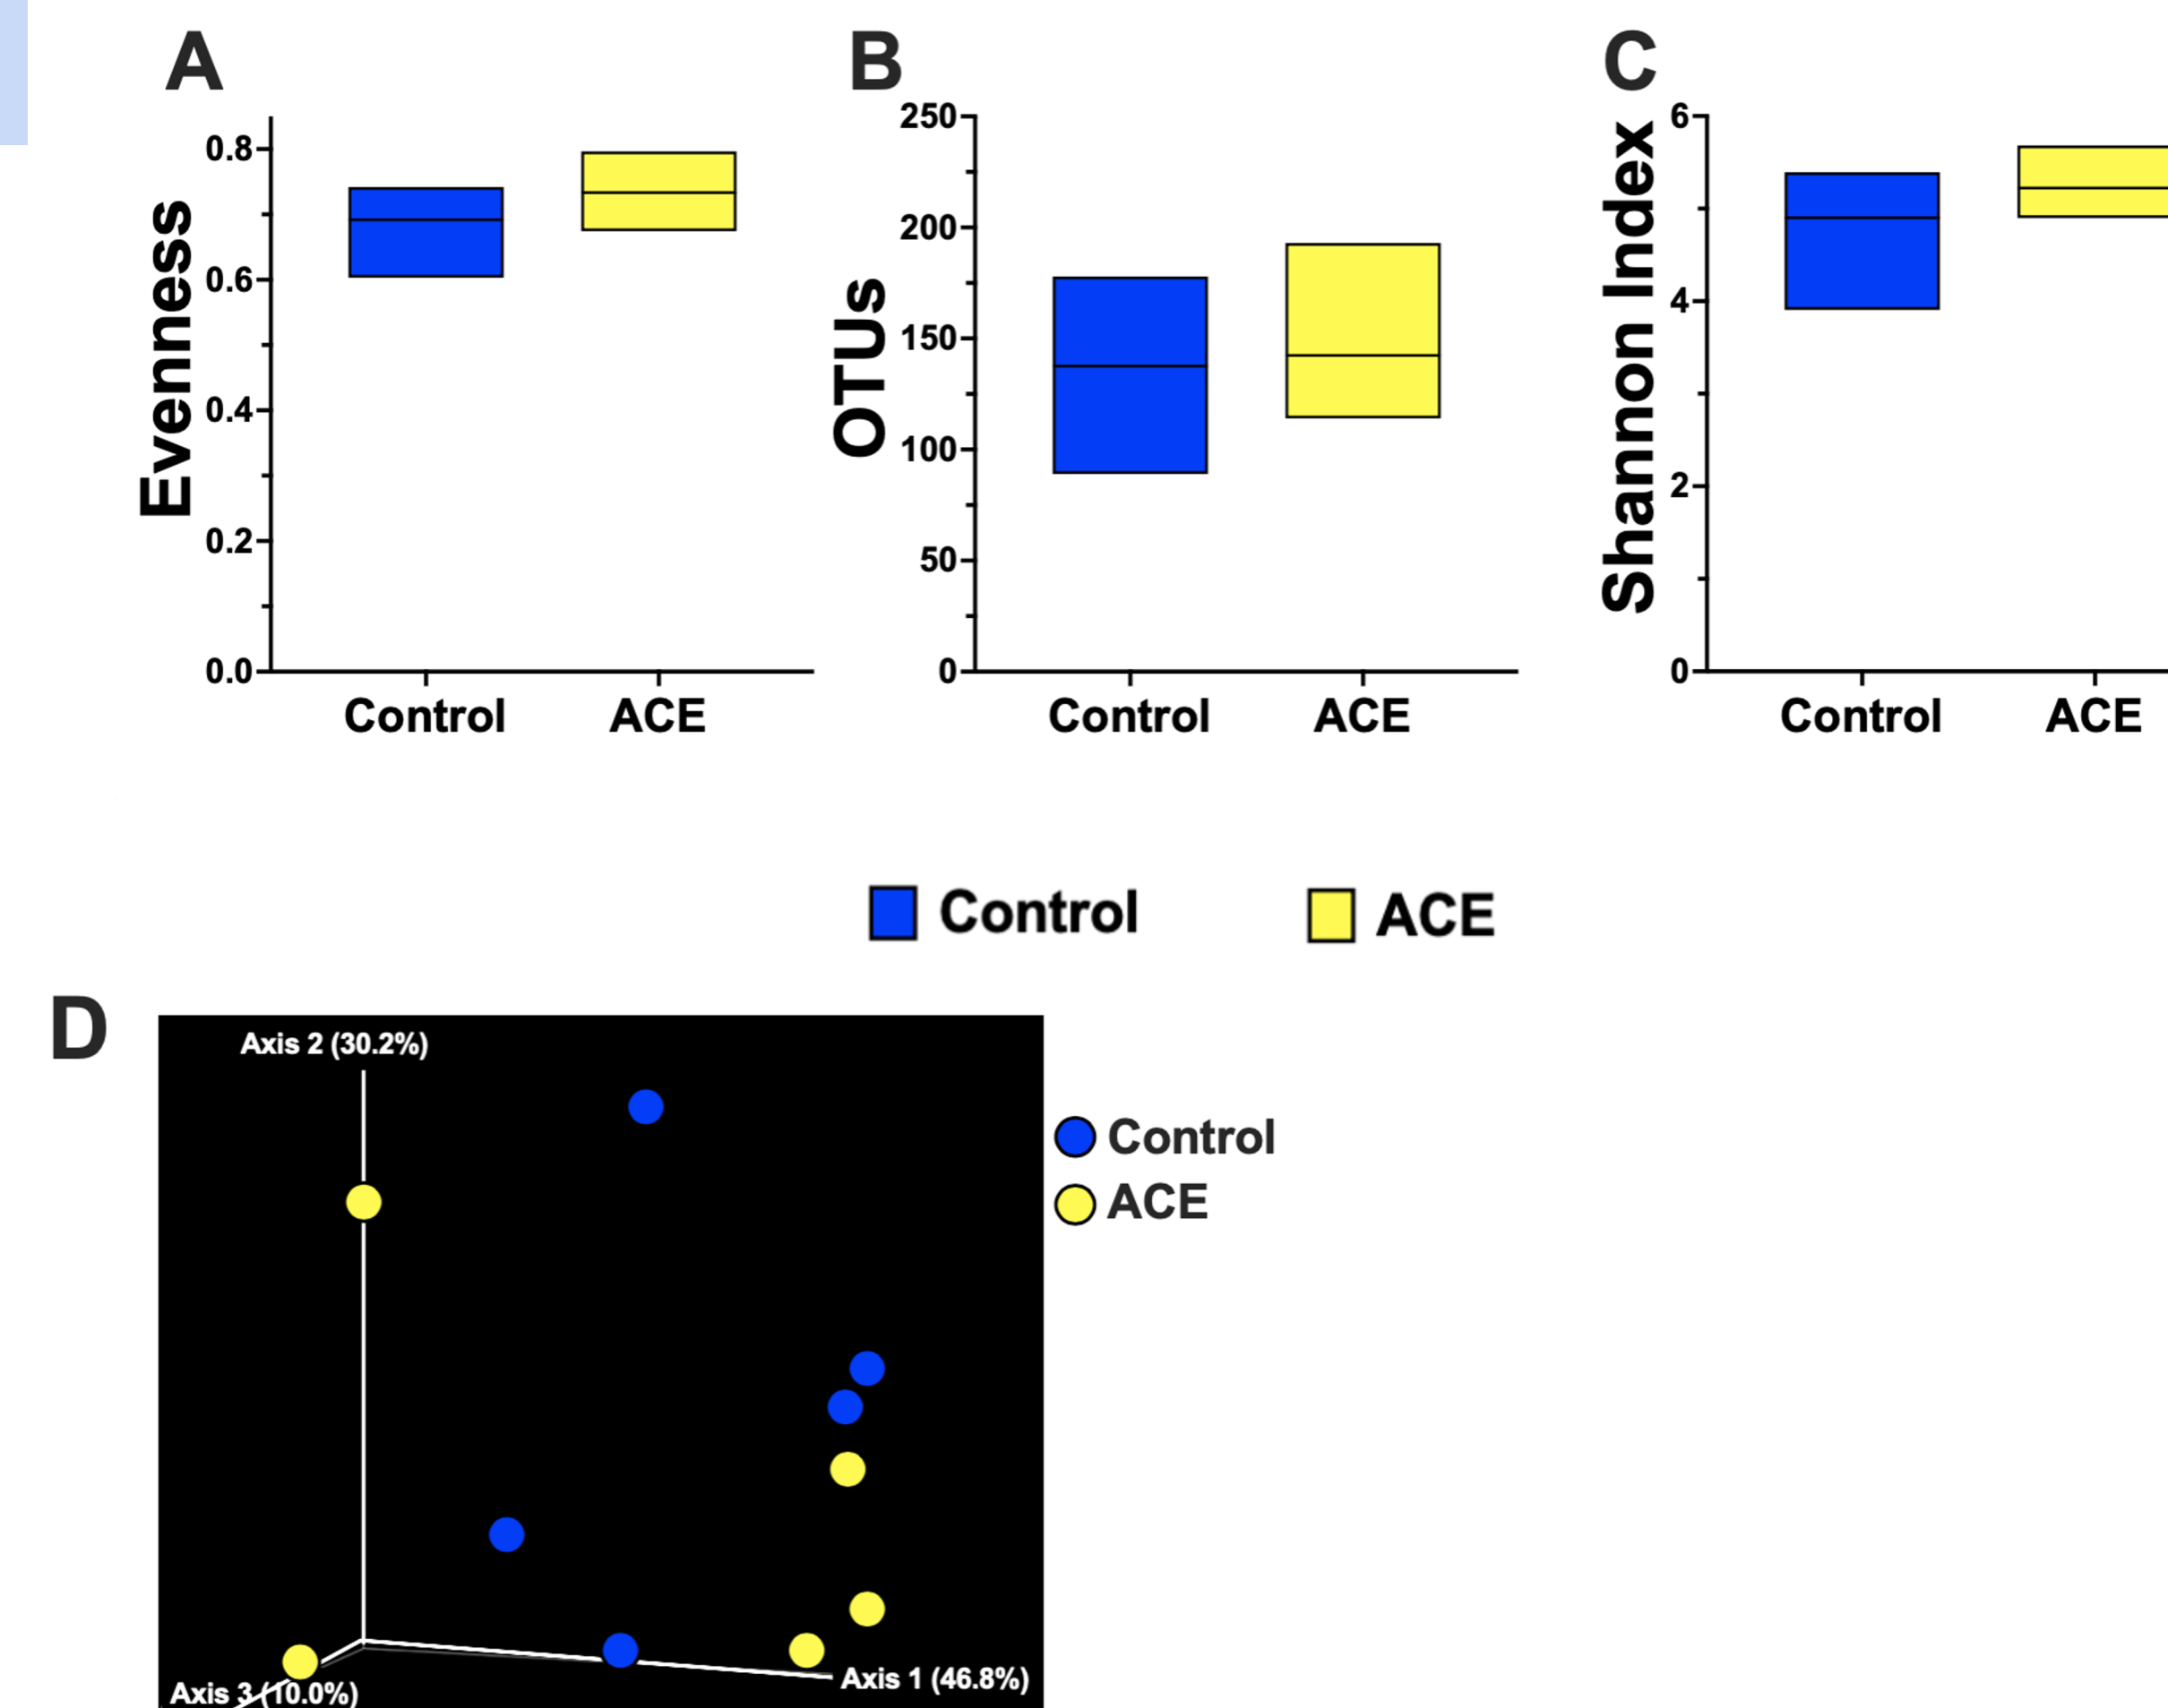 A
B
C
Evenness
0.8
0.6
0.4
0.2
0.0
Control
ACE
OTUs
250
200
150
100
50
0
Control
ACE
Shannon Index
6
4
2
0
Control
ACE
Control
ACE
D
Axis 2 (30.2%)
Control
ACE
Axis 1 (46.8%)
Axis 3 (10.0%)